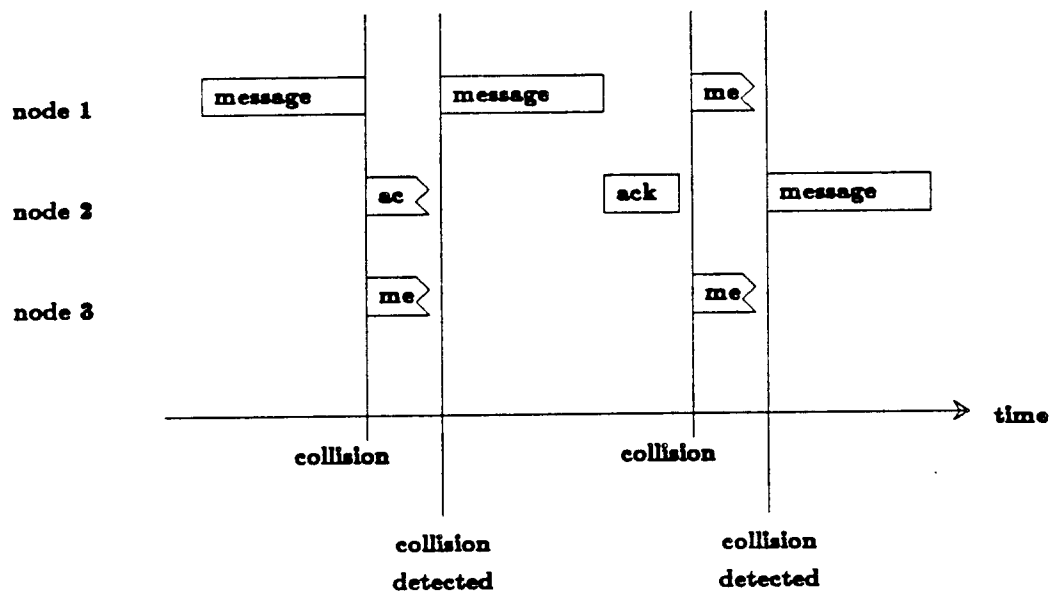 node 1
message
message
me
node 2
ac
ack
message
node 3
me
me
time
collision
collision
collision
detected
collision
detected